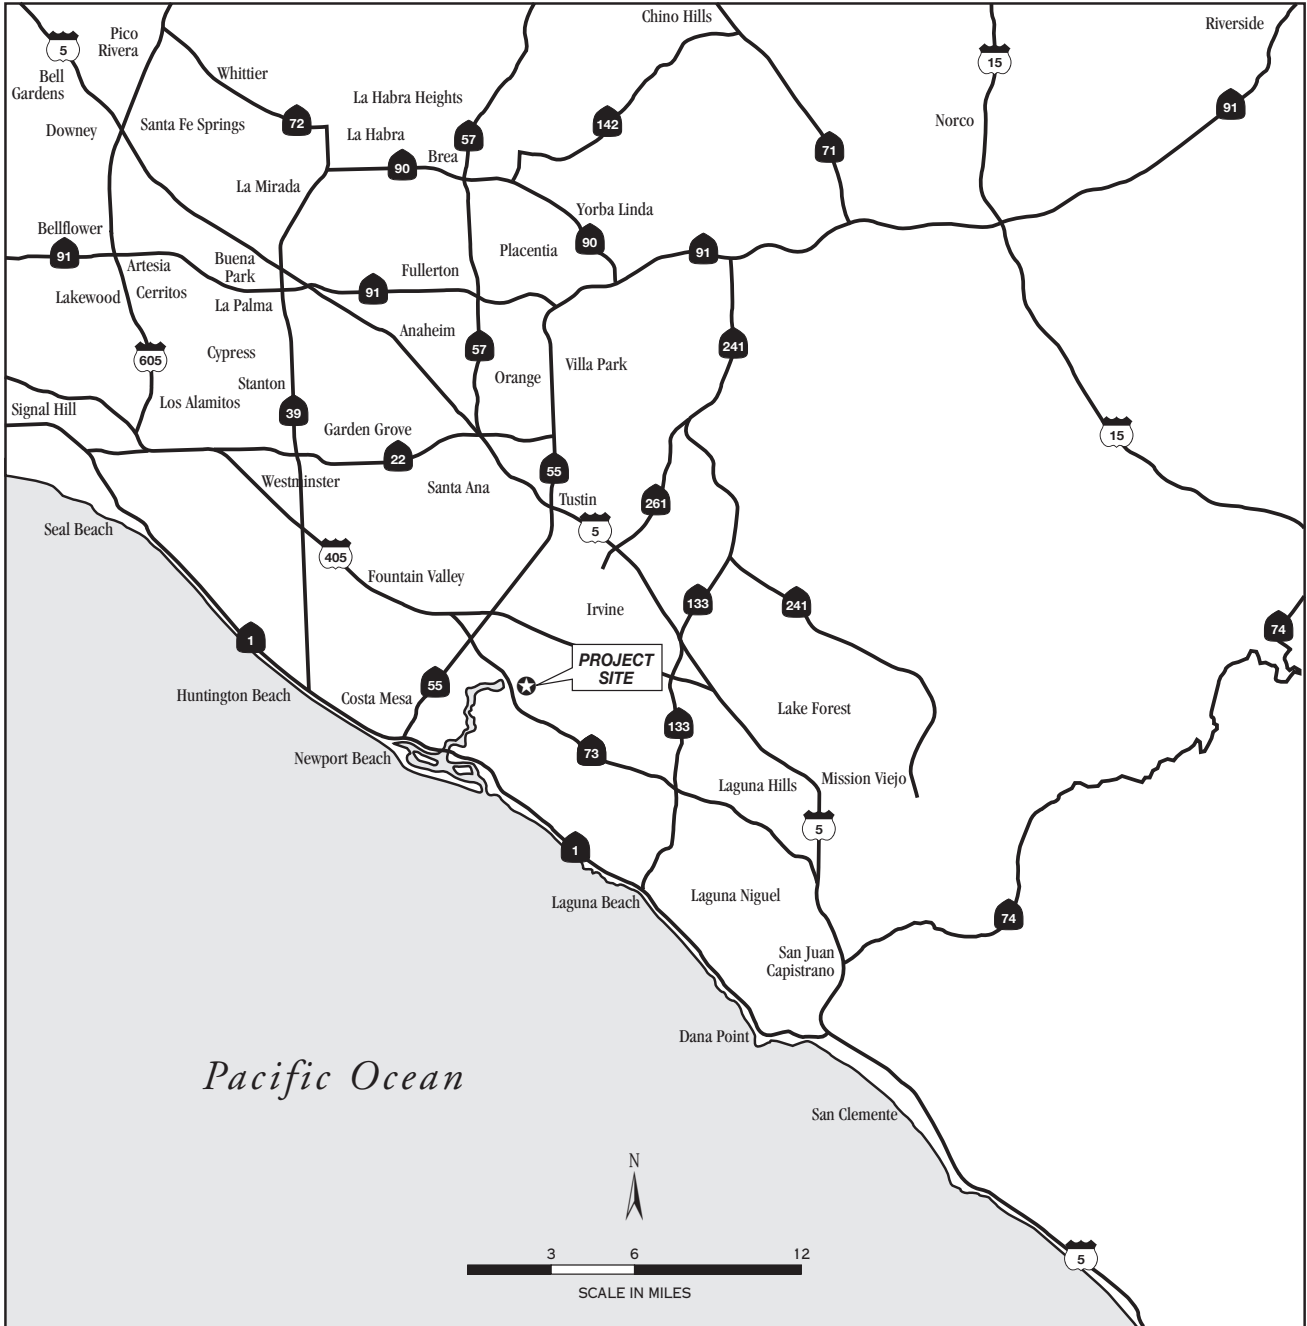 Chino Hills
Riverside
Pico
Rivera
5
15
Bell
Gardens
Whittier
La Habra Heights
91
Downey
Santa Fe Springs
72
La Habra
57
142
Norco
71
Brea
90
La Mirada
Yorba Linda
Bellflower
91
Placentia
90
91
Artesia
Buena
Park
Fullerton
Lakewood
Cerritos
La Palma
91
Anaheim
605
Cypress
57
Villa Park
241
Stanton
Orange
Signal Hill
Los Alamitos
39
Garden Grove
22
15
55
Westminster
Santa Ana
Tustin
261
Seal Beach
5
405
Fountain Valley
Irvine
133
241
74
1
PROJECT
SITE
Huntington Beach
Costa Mesa
55
Lake Forest
133
Newport Beach
73
Laguna Hills
Mission Viejo
5
1
Laguna Beach
Laguna Niguel
74
San Juan
Capistrano
Dana Point
Pacific Ocean
San Clemente
N
3 6 12
SCALE IN MILES
5